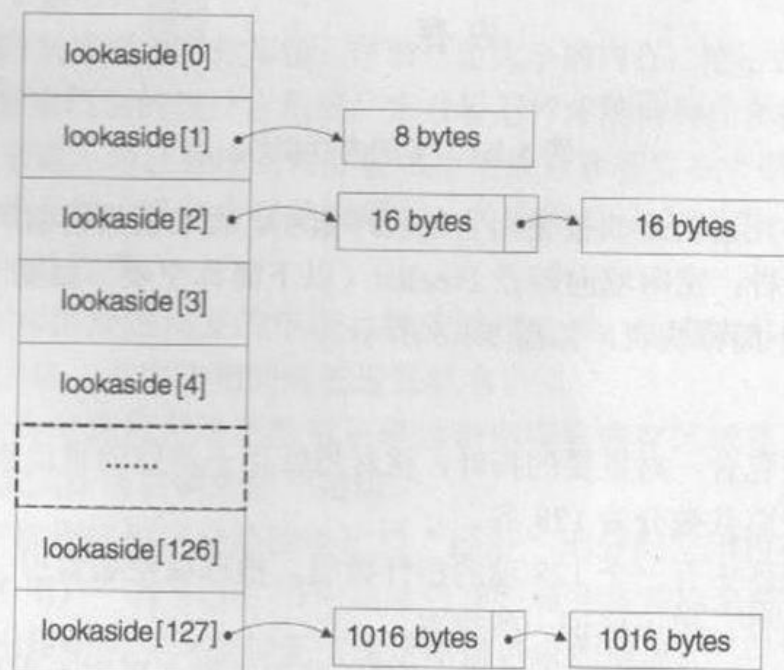 lookaside[0]
lookaside[1]
8 bytes
lookaside[2]
16 bytes
16 bytes
lookaside[3]
lookaside[4]
......
lookaside[126]
lookaside[127]
1016 bytes
1016 bytes